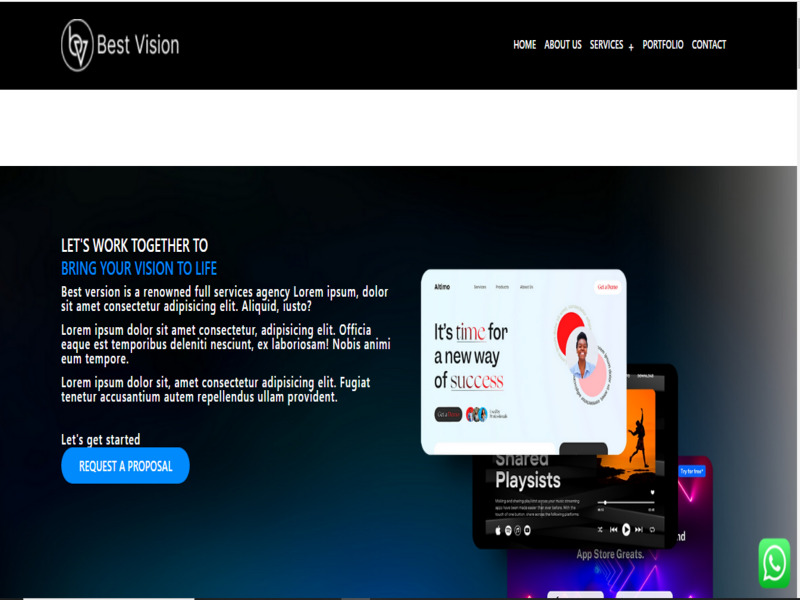 Best Vision
HOME ABOUT US SERVICES + PORTFOLIO CONTACT
LET'S WORK TOGETHER TO
BRING YOUR VISION TO LIFE
Best version is a renowned full services agency Lorem ipsum, dolor
sit amet consectetur adipisicing elit. Aliquid, iusto?
Lorem ipsum dolor sit amet consectetur, adipisicing elit. Officia
eaque est temporibus deleniti nesciunt, ex laboriosam! Nobis animi
eum tempore.
Lorem ipsum dolor sit, amet consectetur adipisicing elit. Fugiat
tenetur accusantium autem repellendus ullam provident.
Let's get started
REQUEST A PROPOSAL
Altimo
Services Products About Us
It's time for
a new way
of success
Shared
Playsists
Try for free*
App Store Greats.